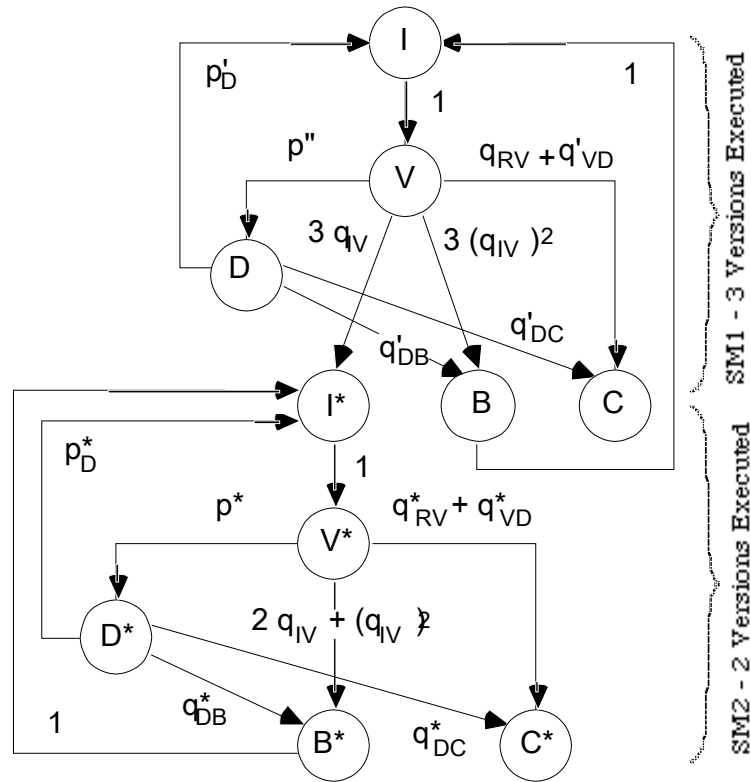 I
p'D
1
1
p"
qRV + q'VD
V
3 qIV
3 (qIV )2
D
q'DC
q'DB
I*
B
C
SM1 - 3 Versions Executed
p*D
1
p*
q*RV + q*VD
V*
2 qIV + (qIV )2
D*
q*DB
1
q*DC
B*
C*
SM2 - 2 Versions Executed